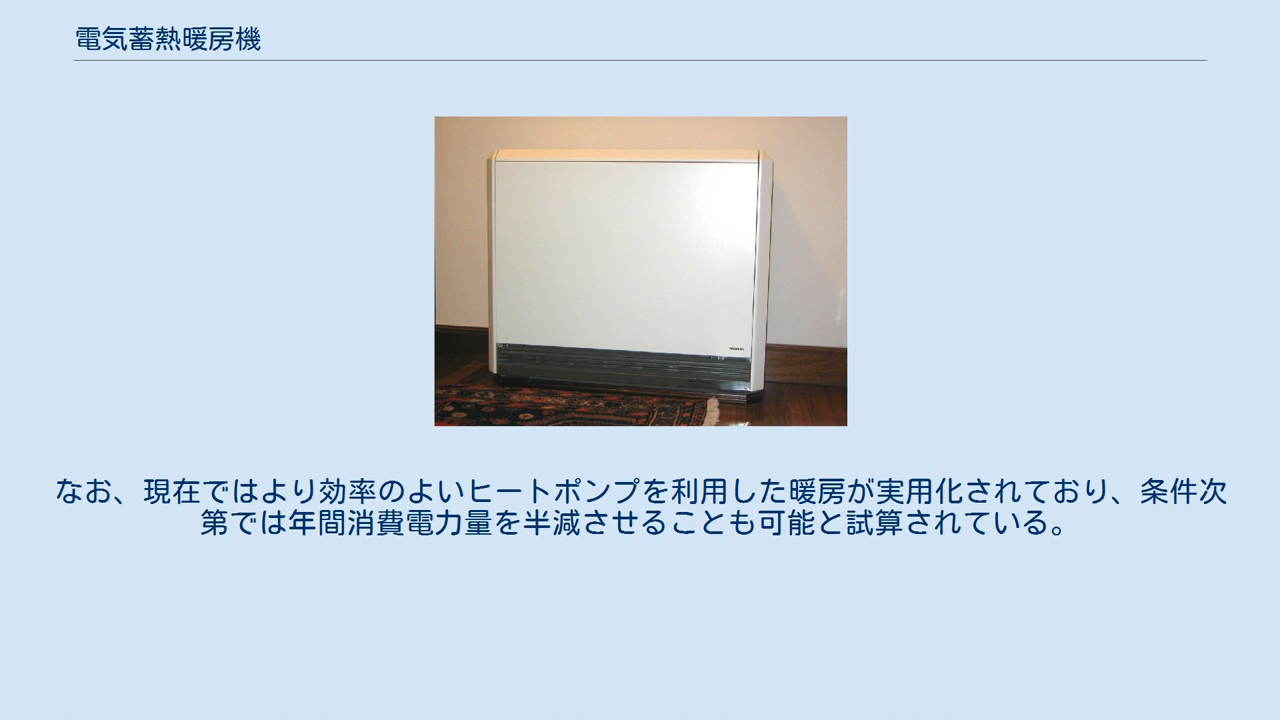 電気蓄熱暖房機
なお、現在ではより効率のよいヒートポンプを利用した暖房が実用化されており、条件次
第では年間消費電力量を半減させることも可能と試算されている。